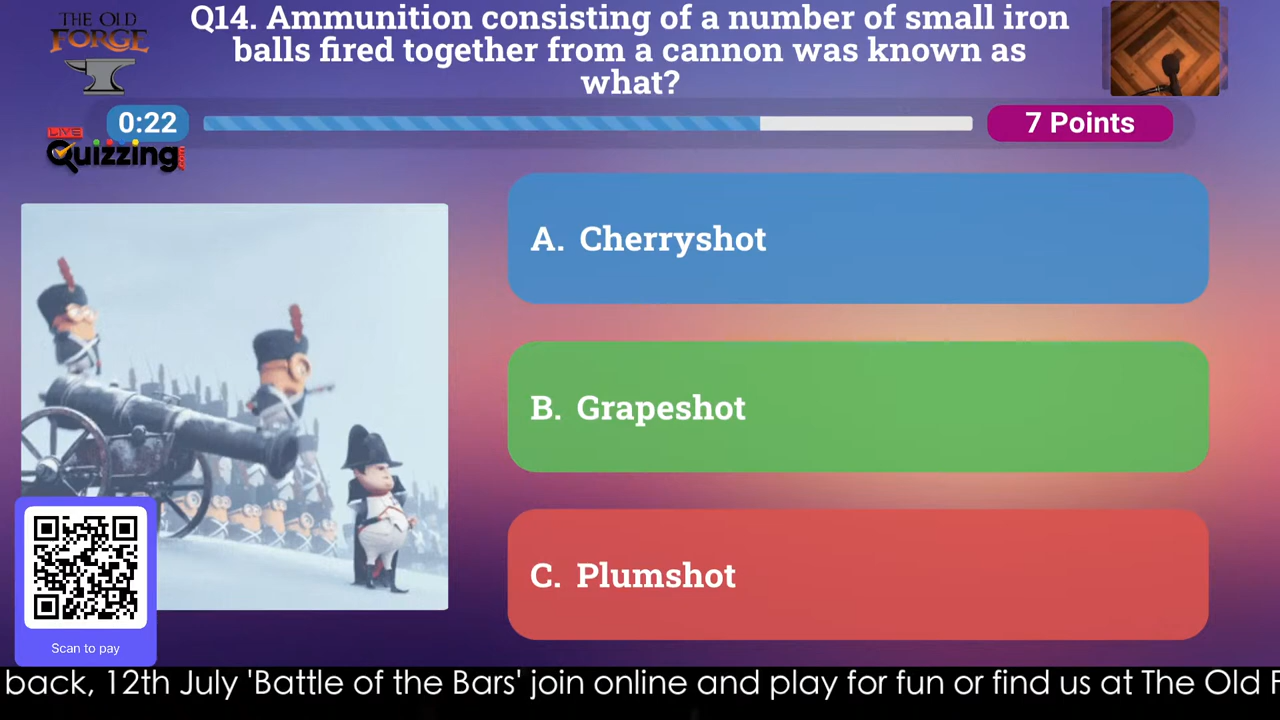 THE OLD
FORGE
Q14. Ammunition consisting of a number of small iron
balls fired together from a cannon was known as
what?
0:22
7 Points
LIVE
Quizzing
.com
A. Cherryshot
B. Grapeshot
C. Plumshot
Scan to pay
back, 12th July 'Battle of the Bars' join online and play for fun or find us at The Old F